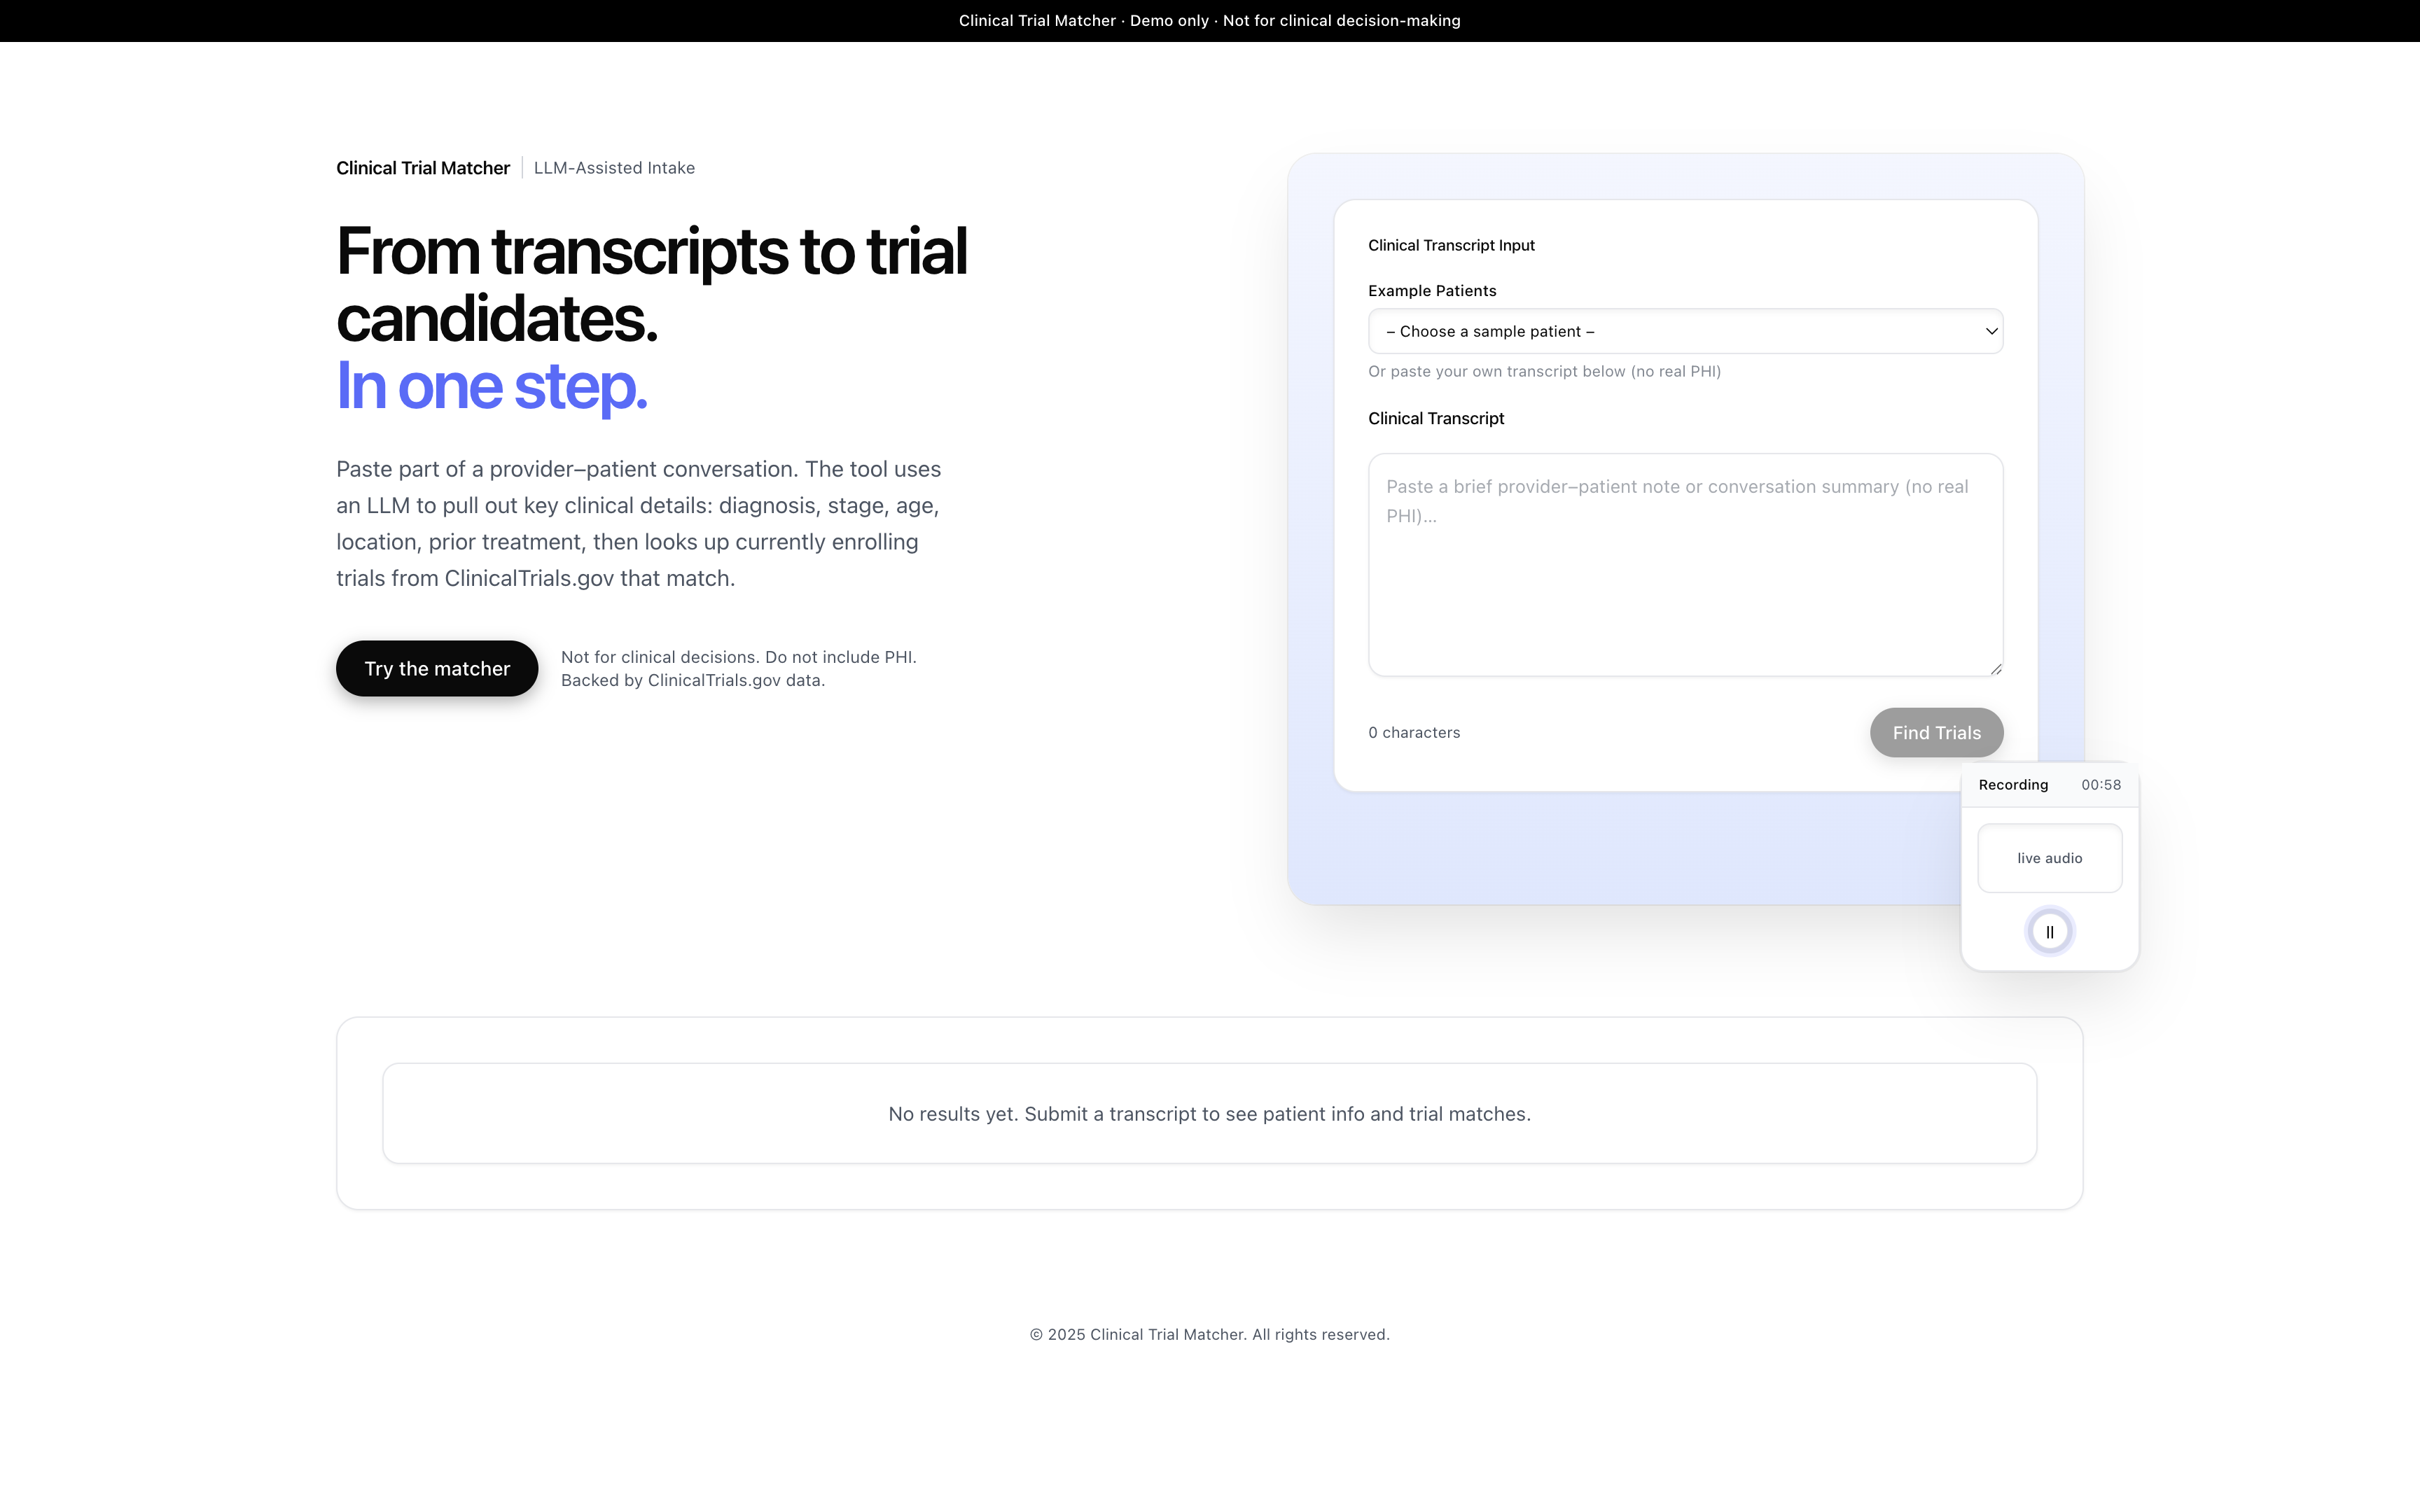 Clinical Trial Matcher · Demo only · Not for clinical decision-making
Clinical Trial Matcher
LLM-Assisted Intake
From transcripts to trial
candidates.
In one step.
Paste part of a provider–patient conversation. The tool uses
an LLM to pull out key clinical details: diagnosis, stage, age,
location, prior treatment, then looks up currently enrolling
trials from ClinicalTrials.gov that match.
Try the matcher
Not for clinical decisions. Do not include PHI.
Backed by ClinicalTrials.gov data.
Clinical Transcript Input
Example Patients
– Choose a sample patient –
Or paste your own transcript below (no real PHI)
Clinical Transcript
Paste a brief provider–patient note or conversation summary (no real
PHI)...
0 characters
Find Trials
Recording
00:58
live audio
No results yet. Submit a transcript to see patient info and trial matches.
© 2025 Clinical Trial Matcher. All rights reserved.